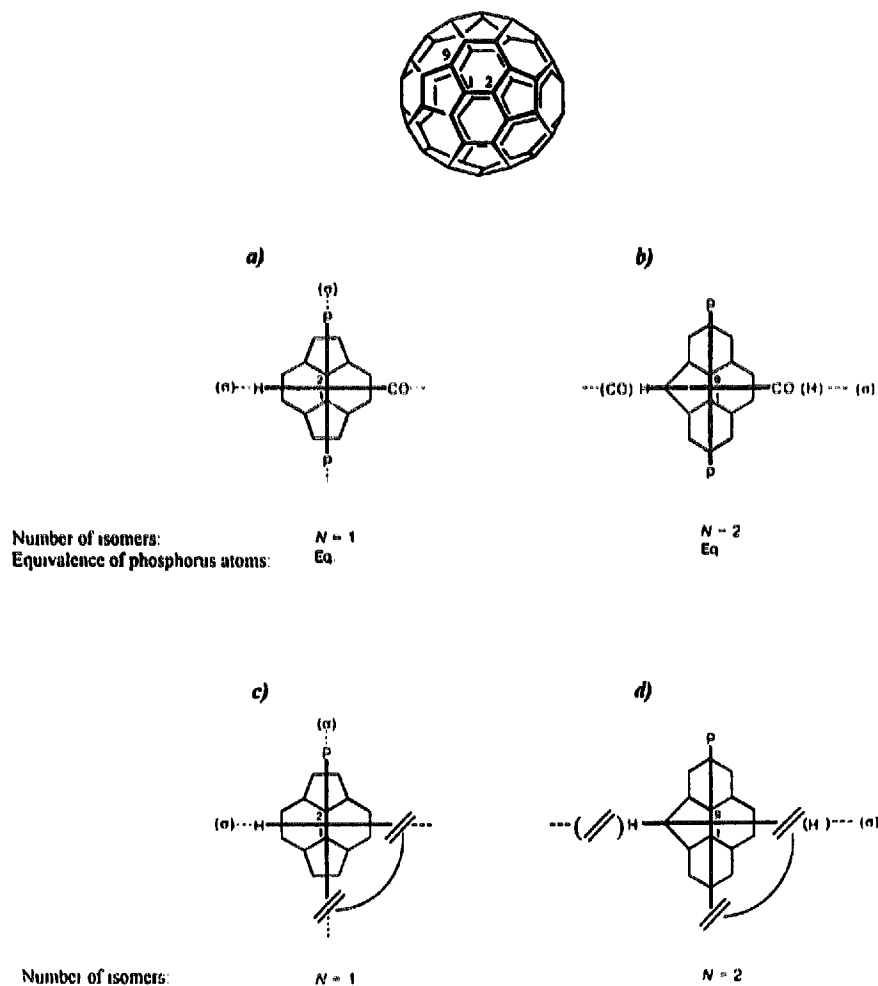 9
1 2
a) b)
(σ) P
P
2 9
(σ) H CO (CO) H CO (H) (σ)
1 1
P P
Number of isomers: N = 1 N = 2
Equivalence of phosphorus atoms: Eq. Eq
c) d)
(σ)
P P
2 9
(σ) H ( ) H (H) (σ)
1 1
Number of isomers: N = 1 N = 2